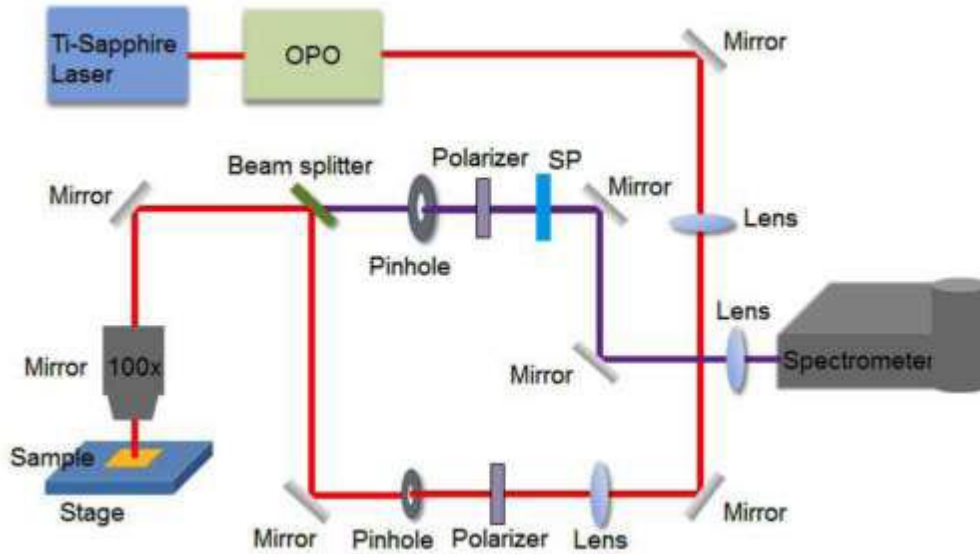 Ti-Sapphire
Laser
OPO
Mirror
Beam splitter
Polarizer
SP
Mirror
Mirror
Lens
Pinhole
Lens
Mirror
100x
Mirror
Spectrometer
Sample
Stage
Mirror
Pinhole
Polarizer
Lens
Mirror